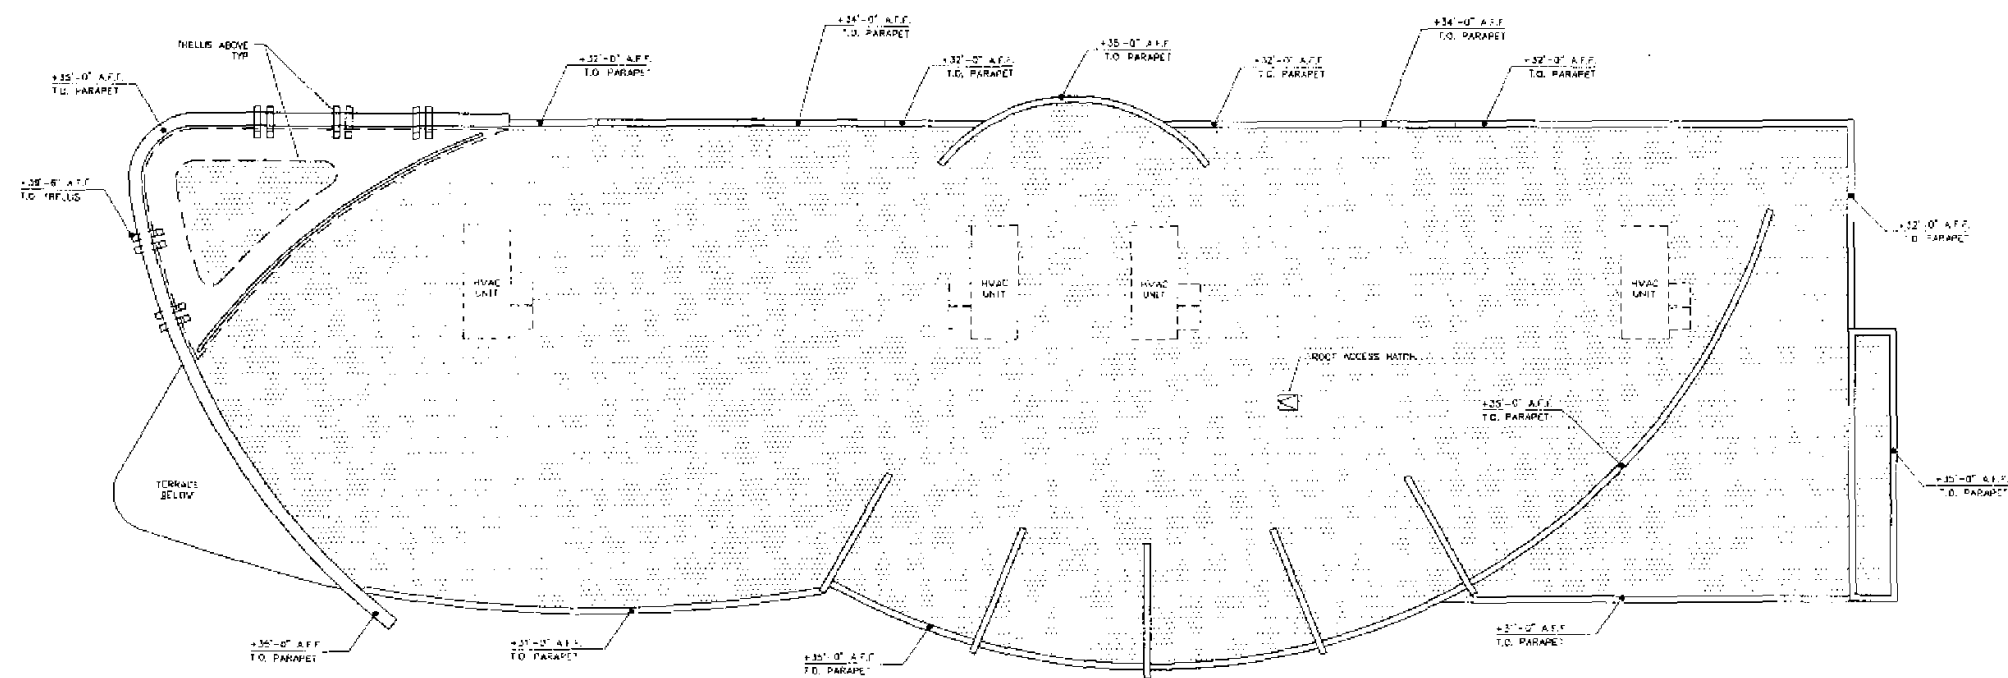 +34'-0" A.F.F.
T.O. PARAPET
+34'-0" A.F.F.
T.O. PARAPET
TRELLIS ABOVE
TYP
+35'-0" A.F.F.
T.O. PARAPET
+32'-0" A.F.F.
T.O. PARAPET
+32'-0" A.F.F.
T.O. PARAPET
+35'-0" A.F.F.
T.O. PARAPET
+32'-0" A.F.F.
T.O. PARAPET
+32'-0" A.F.F.
T.O. PARAPET
A.F.F.
T.O. TRELLIS
+32'-0" A.F.F.
T.O. PARAPET
HVAC
UNIT
HVAC
UNIT
HVAC
UNIT
HVAC
UNIT
ROOF ACCESS HATCH
+35'-0" A.F.F.
T.O. PARAPET
TERRACE
BELOW
+35'-0" A.F.F.
T.O. PARAPET
+35'-0" A.F.F.
T.O. PARAPET
+31'-0" A.F.F.
T.O. PARAPET
+35'-0" A.F.F.
T.O. PARAPET
+31'-0" A.F.F.
T.O. PARAPET